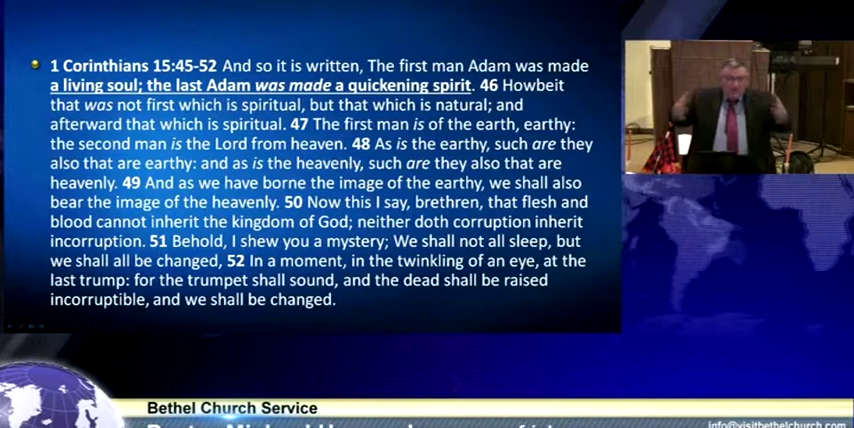 1 Corinthians 15:45-52 And so it is written, The first man Adam was made
a living soul; the last Adam was made a quickening spirit. 46 Howbeit
that was not first which is spiritual, but that which is natural; and
afterward that which is spiritual. 47 The first man is of the earth, earthy:
the second man is the Lord from heaven. 48 As is the earthy, such are they
also that are earthy: and as is the heavenly, such are they also that are
heavenly. 49 And as we have borne the image of the earthy, we shall also
bear the image of the heavenly. 50 Now this I say, brethren, that flesh and
blood cannot inherit the kingdom of God; neither doth corruption inherit
incorruption. 51 Behold, I shew you a mystery; We shall not all sleep, but
we shall all be changed, 52 In a moment, in the twinkling of an eye, at the
last trump: for the trumpet shall sound, and the dead shall be raised
incorruptible, and we shall be changed.
Bethel Church Service
info@visitbethelchurch.com